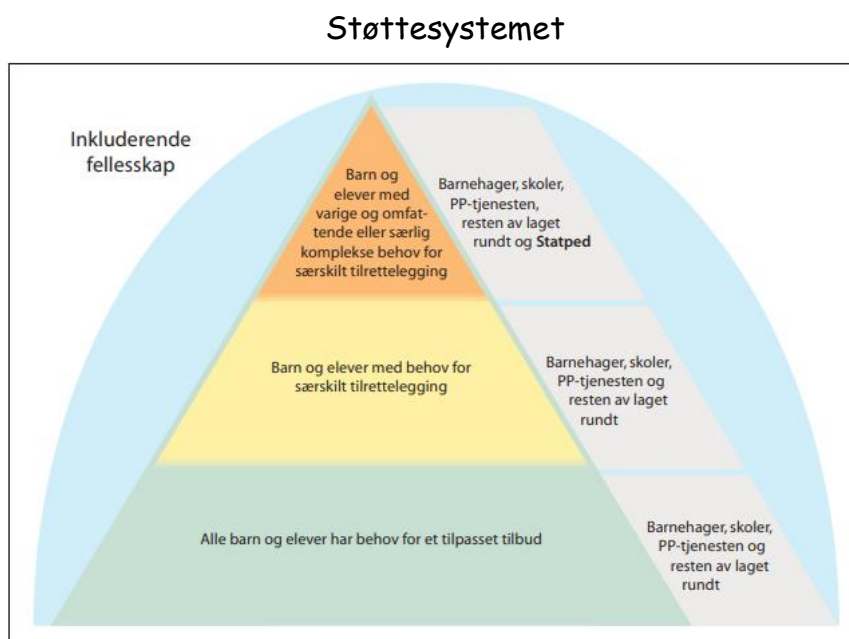 Støttesystemet
Inkluderende
fellesskap
Barn og
elever med
varige og omfat-
tende eller særlig
komplekse behov for
særskilt tilrettelegging
Barnehager, skoler,
PP-tjenesten,
resten av laget
rundt og Statped
Barn og elever med behov for
særskilt tilrettelegging
Barnehager, skoler,
PP-tjenesten og
resten av laget
rundt
Alle barn og elever har behov for et tilpasset tilbud
Barnehager, skoler,
PP-tjenesten og
resten av laget
rundt